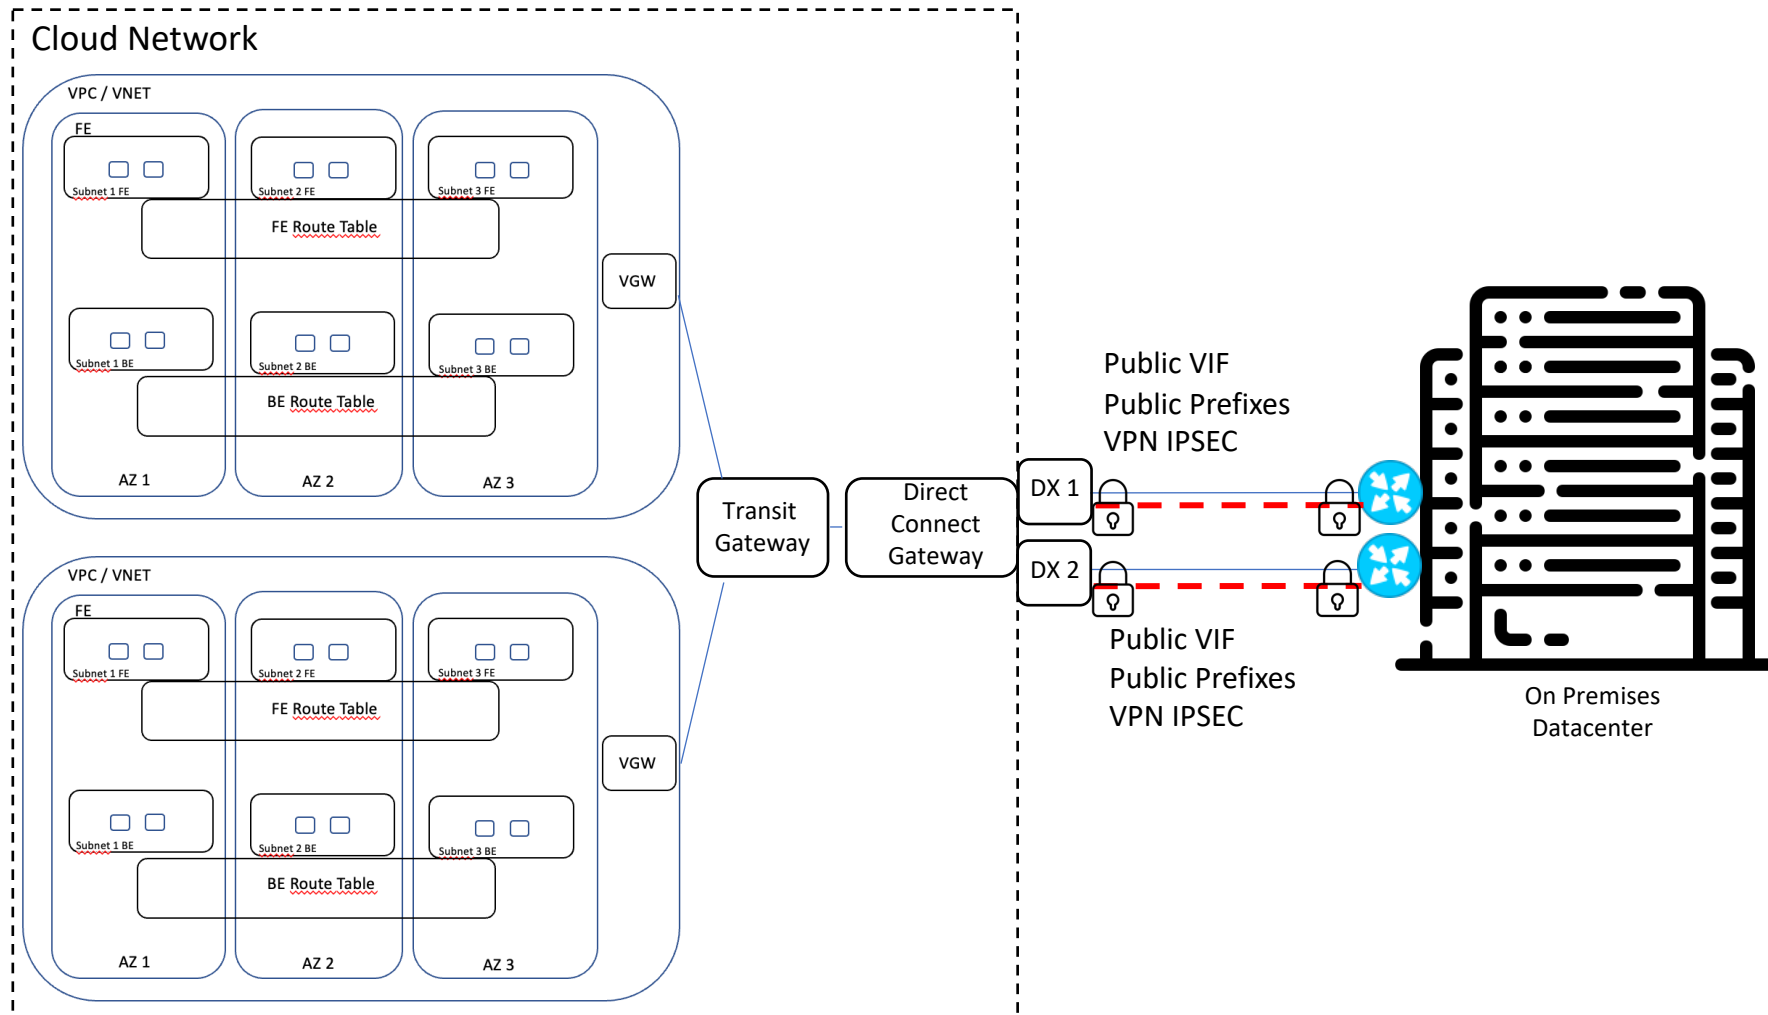 Cloud Network
VPC / VNET
FE
Subnet 1 FE
Subnet 2 FE
Subnet 3 FE
FE Route Table
VGW
Subnet 1 BE
Subnet 2 BE
Subnet 3 BE
BE Route Table
AZ 1
AZ 2
AZ 3
VPC / VNET
FE
Subnet 1 FE
Subnet 2 FE
Subnet 3 FE
FE Route Table
VGW
Subnet 1 BE
Subnet 2 BE
Subnet 3 BE
BE Route Table
AZ 1
AZ 2
AZ 3
Transit
Gateway
Direct
Connect
Gateway
DX 1
DX 2
Public VIF
Public Prefixes
VPN IPSEC
Public VIF
Public Prefixes
VPN IPSEC
On Premises
Datacenter